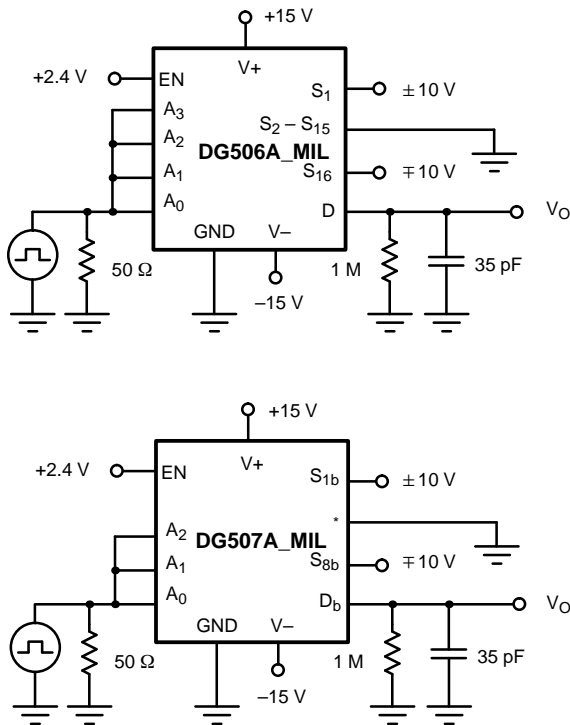 +15 V
V+
+2.4 V
EN
S1
±10 V
A3
S2 – S15
A2
DG506A_MIL
A1
S16
∓10 V
A0
D
VO
GND
V–
50 Ω
1 M
35 pF
–15 V
+15 V
V+
+2.4 V
EN
S1b
±10 V
A2
*
DG507A_MIL
A1
S8b
∓10 V
A0
Db
VO
GND
V–
50 Ω
1 M
35 pF
–15 V